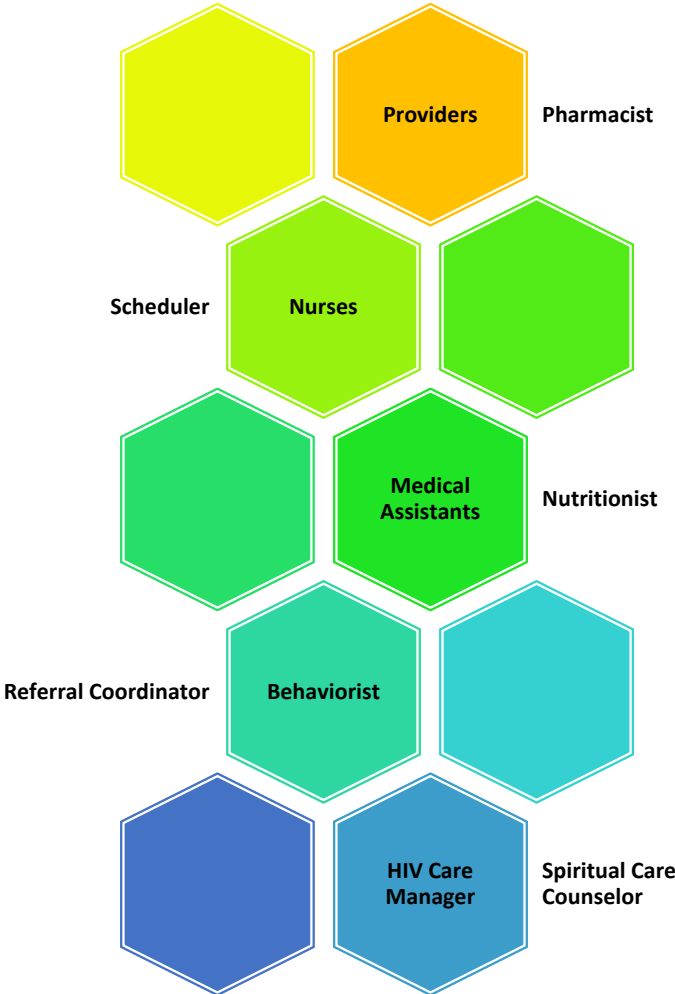 Providers
Pharmacist
Scheduler
Nurses
Medical
Assistants
Nutritionist
Referral Coordinator
Behaviorist
HIV Care
Manager
Spiritual Care
Counselor